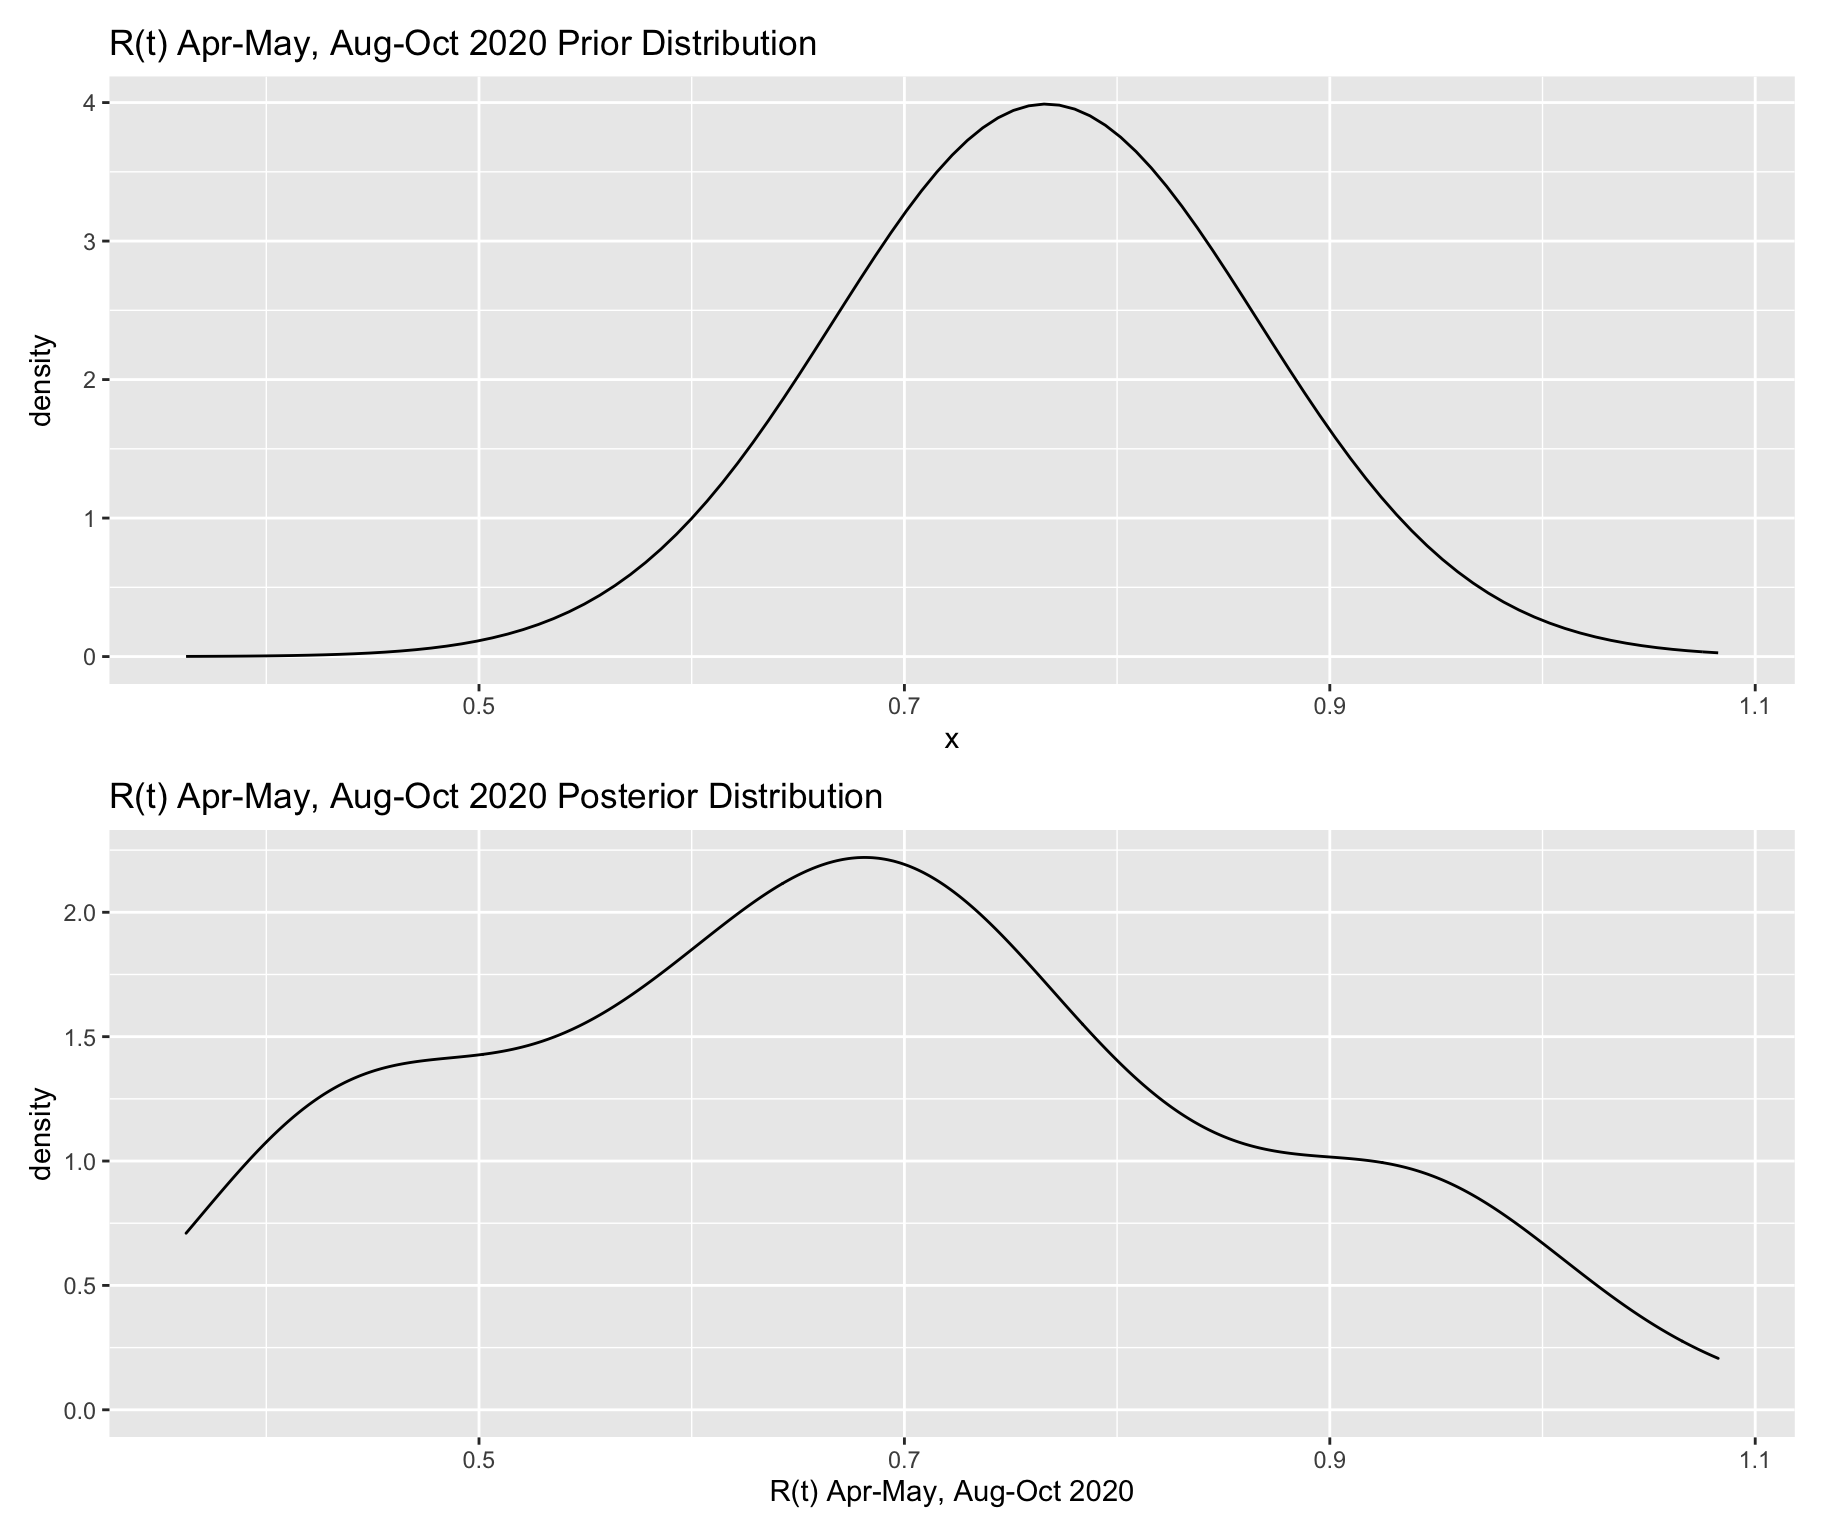 R(t) Apr-May, Aug-Oct 2020 Prior Distribution
4
3
2
1
0
density
0.5 0.7 0.9 1.1
x
R(t) Apr-May, Aug-Oct 2020 Posterior Distribution
2.0
1.5
1.0
0.5
0.0
density
0.5 0.7 0.9 1.1
R(t) Apr-May, Aug-Oct 2020